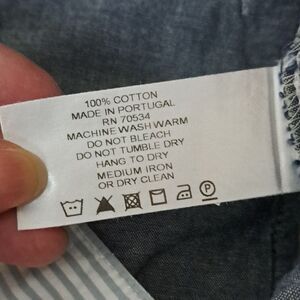 100% COTTON
MADE IN PORTUGAL
RN 70534
MACHINE WASH WARM
DO NOT BLEACH
DO NOT TUMBLE DRY
HANG TO DRY
MEDIUM IRON
OR DRY CLEAN